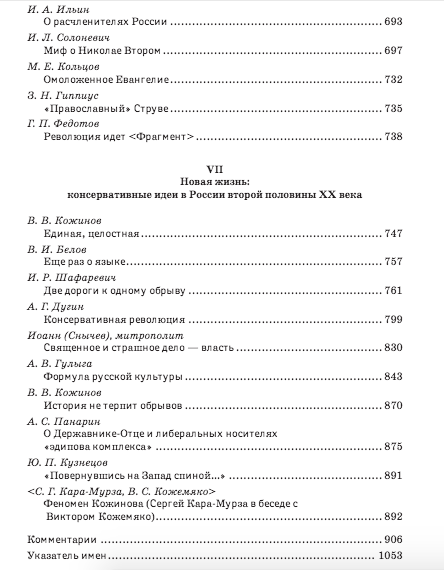 И. А. Ильин
О расчленителях России 693
И. Л. Солоневич
Миф о Николае Втором 697
М. Е. Кольцов
Омоложенное Евангелие 732
З. Н. Гиппиус
«Православный» Струве 735
Г. П. Федотов
Революция идет <Фрагмент> 738
VII
Новая жизнь:
консервативные идеи в России второй половины XX века
В. В. Кожинов
Единая, целостная 747
В. И. Белов
Еще раз о языке 757
И. Р. Шафаревич
Две дороги к одному обрыву 761
А. Г. Дугин
Консервативная революция 799
Иоанн (Снычев), митрополит
Священное и страшное дело — власть 830
А. В. Гулыга
Формула русской культуры 843
В. В. Кожинов
История не терпит обрывов 870
А. С. Панарин
О Державнике-Отце и либеральных носителях
«эдипова комплекса» 875
Ю. П. Кузнецов
«Повернувшись на Запад спиной...» 891
<С. Г. Кара-Мурза, В. С. Кожемяко>
Феномен Кожинова (Сергей Кара-Мурза в беседе с
Виктором Кожемяко) 892
Комментарии 906
Указатель имен 1053